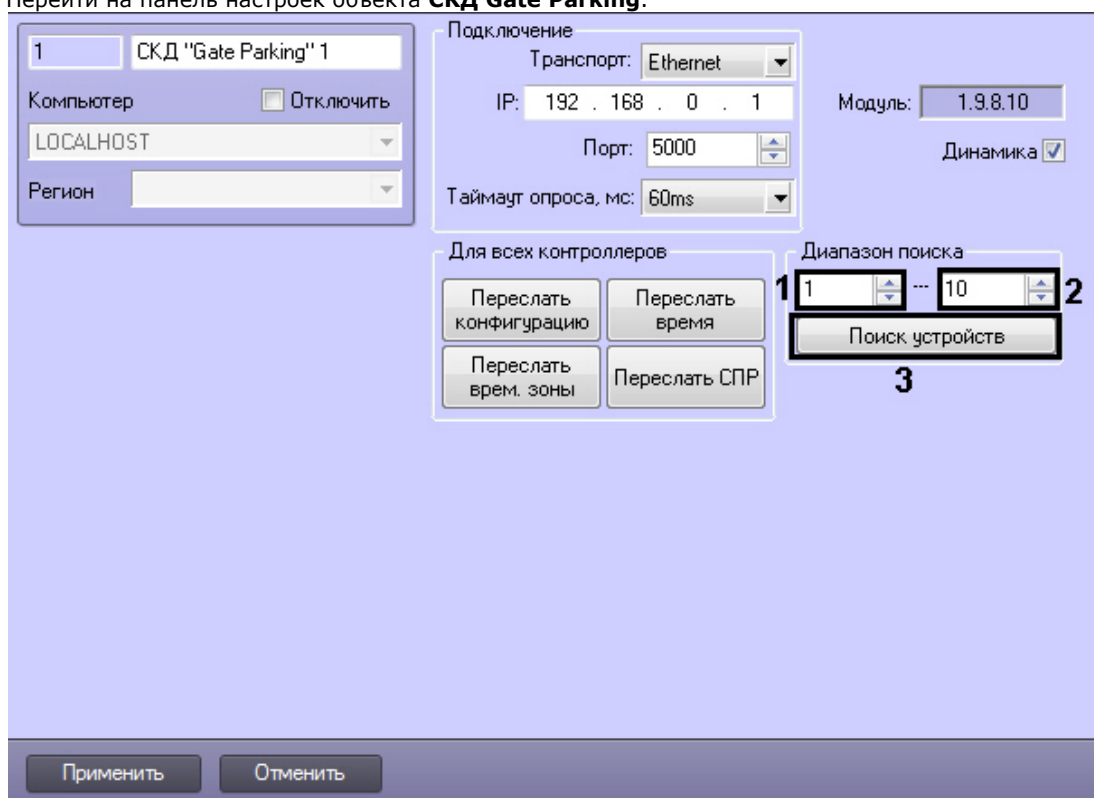 Перейти на панель настроек объекта СКД Gate Parking.
1 СКД "Gate Parking" 1
Компьютер Отключить
LOCALHOST
Регион
Подключение
Транспорт: Ethernet
IP: 192 . 168 . 0 . 1
Порт: 5000
Таймаут опроса, мс: 60ms
Модуль: 1.9.8.10
Динамика
Для всех контроллеров
Переслать конфигурацию
Переслать время
Переслать врем. зоны
Переслать СПР
Диапазон поиска
1 1 --- 10 2
Поиск устройств
3
Применить Отменить